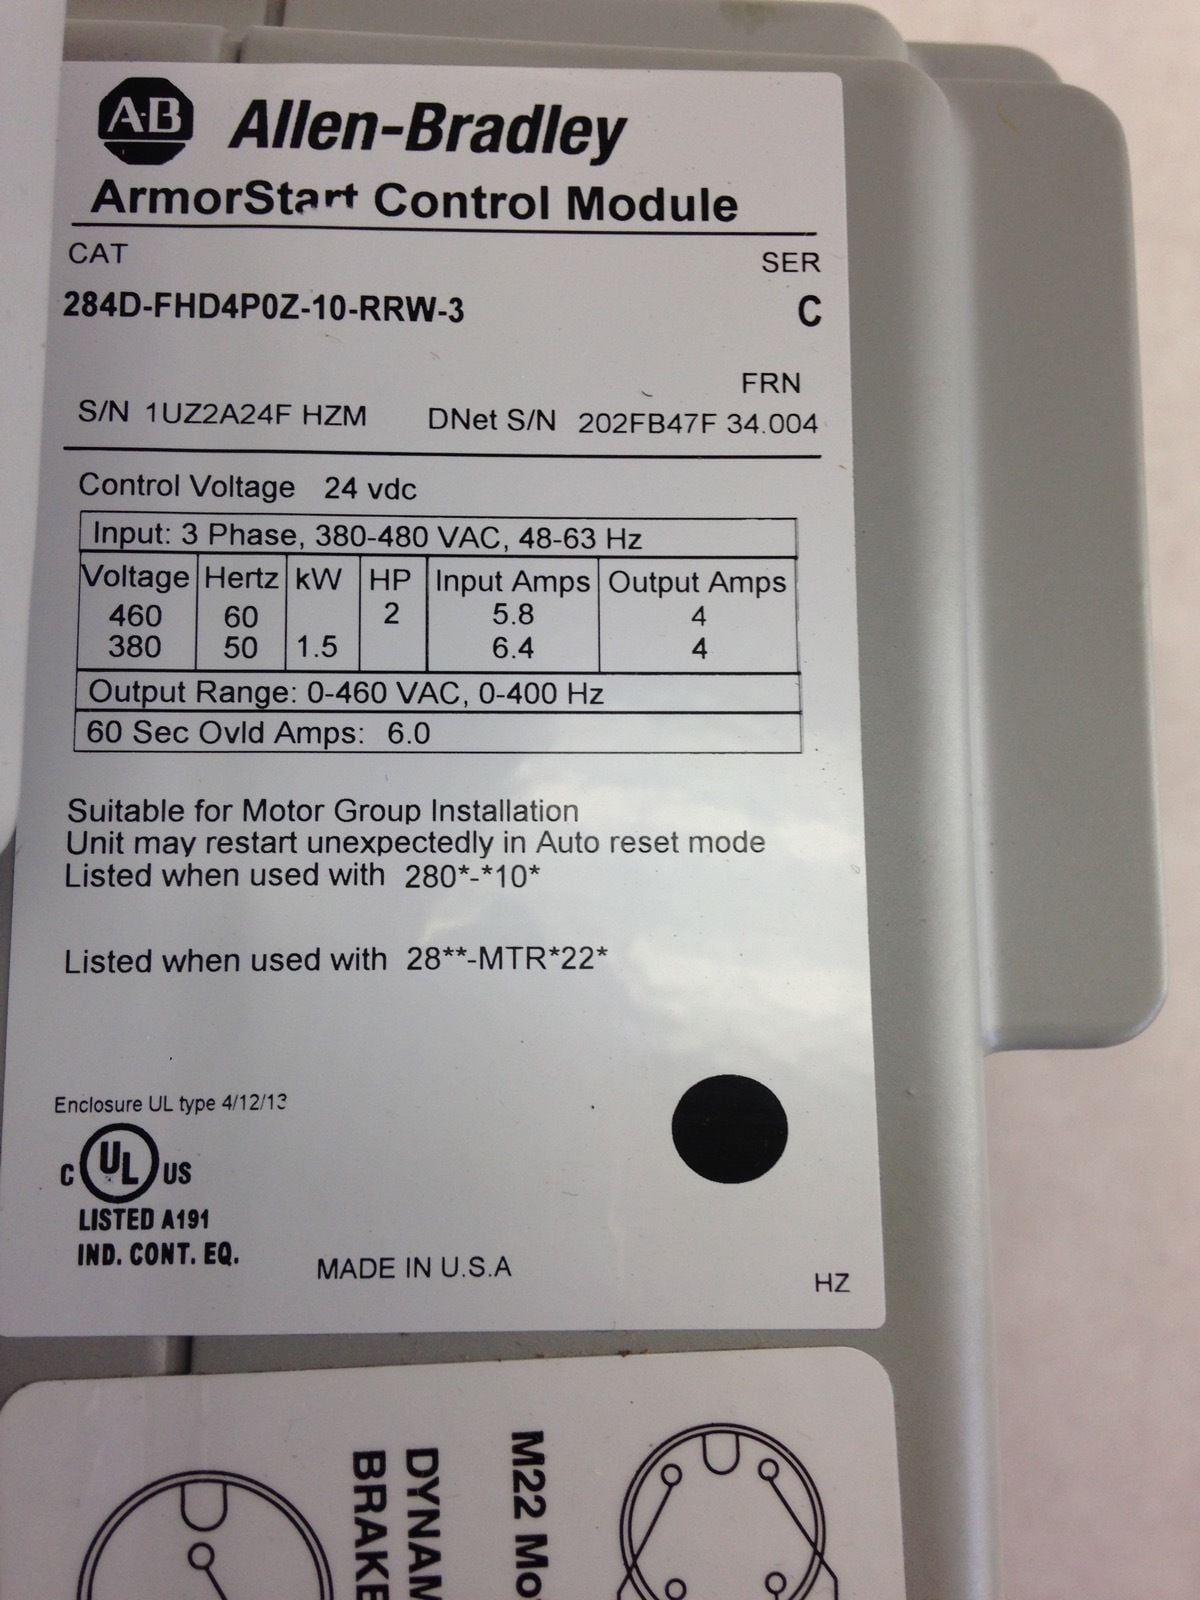 A-B Allen-Bradley
ArmorStart Control Module
CAT SER
284D-FHD4P0Z-10-RRW-3 C
FRN
S/N 1UZ2A24F HZM DNet S/N 202FB47F 34.004
Control Voltage 24 vdc
Input: 3 Phase, 380-480 VAC, 48-63 Hz
Voltage Hertz kW HP Input Amps Output Amps
460 60 2 5.8 4
380 50 1.5 6.4 4
Output Range: 0-460 VAC, 0-400 Hz
60 Sec Ovld Amps: 6.0
Suitable for Motor Group Installation
Unit may restart unexpectedly in Auto reset mode
Listed when used with 280*-*10*
Listed when used with 28**-MTR*22*
Enclosure UL type 4/12/13
C UL US
LISTED A191
IND. CONT. EQ.
MADE IN U.S.A
HZ
M22 Mo
DYNAM
BRAKE